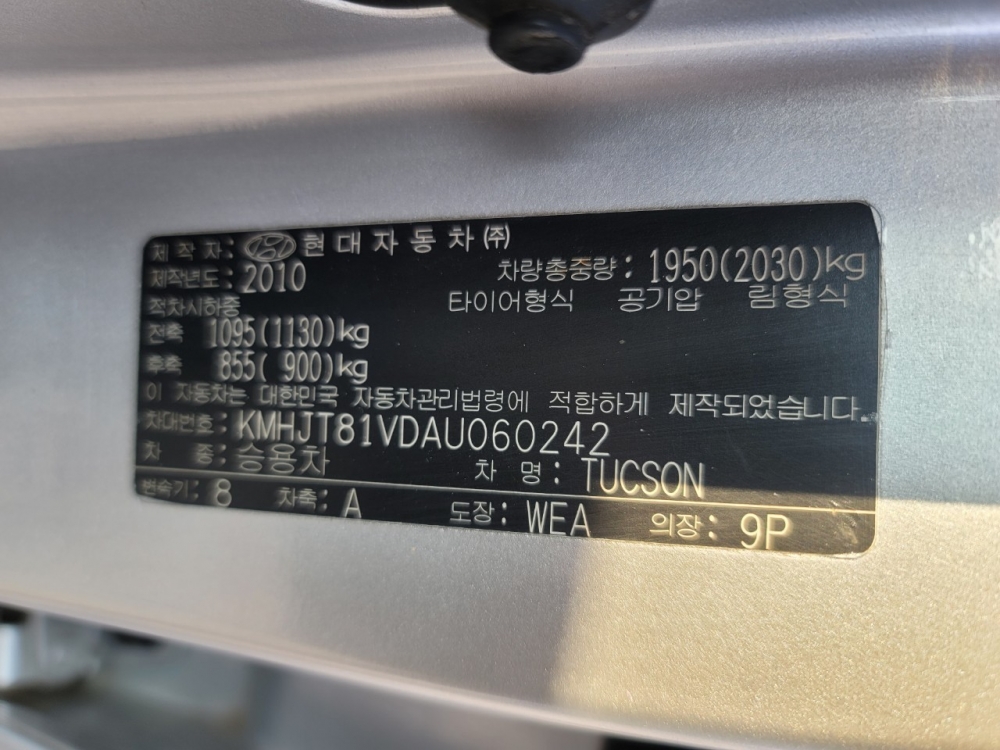 제 작 자: 현 대 자 동 차 ㈜
제작년도: 2010 차량총중량: 1950(2030)kg
적차시하중 타이어형식 공기압 림형식
전축 1095(1130)kg
후축 855( 900)kg
이 자동차는 대한민국 자동차관리법령에 적합하게 제작되었습니다.
차대번호: KMHJT81VDAU060242
차 종: 승용차 차 명: TUCSON
변속기: 8 차축: A 도장: WEA 의장: 9P